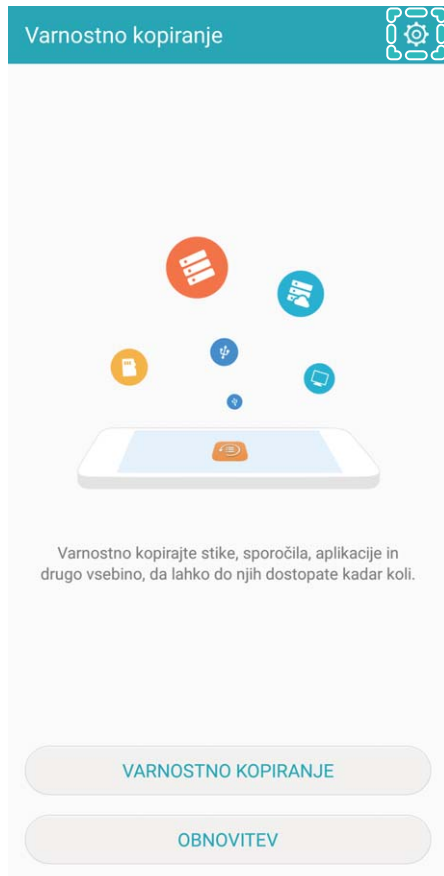 Varnostno kopiranje
Varnostno kopirajte stike, sporočila, aplikacije in
drugo vsebino, da lahko do njih dostopate kadar koli.
VARNOSTNO KOPIRANJE
OBNOVITEV